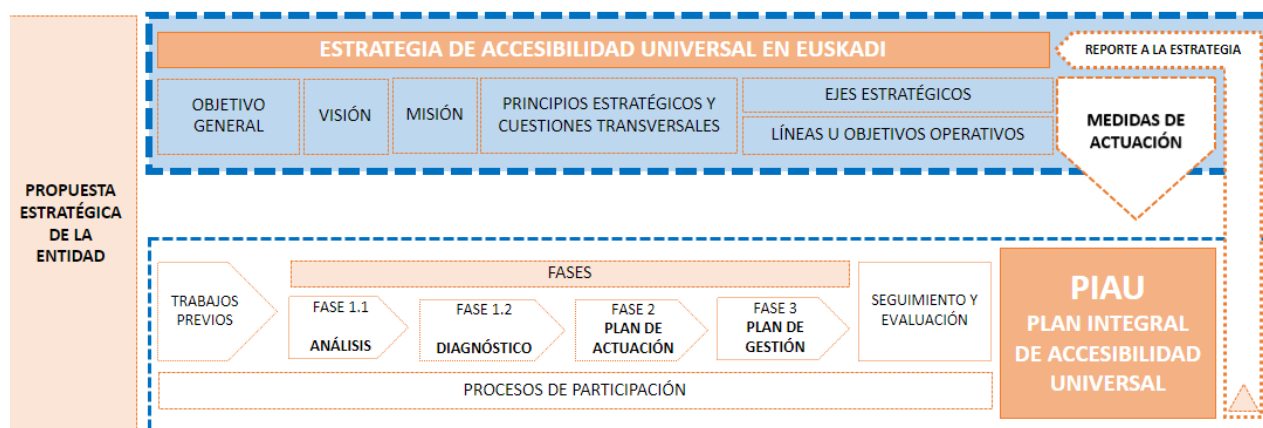 PROPUESTA
ESTRATÉGICA
DE LA
ENTIDAD
ESTRATEGIA DE ACCESIBILIDAD UNIVERSAL EN EUSKADI
REPORTE A LA ESTRATEGIA
OBJETIVO
GENERAL
VISIÓN
MISIÓN
PRINCIPIOS ESTRATÉGICOS Y
CUESTIONES TRANSVERSALES
EJES ESTRATÉGICOS
LÍNEAS U OBJETIVOS OPERATIVOS
MEDIDAS DE
ACTUACIÓN
TRABAJOS
PREVIOS
FASES
FASE 1.1
ANÁLISIS
FASE 1.2
DIAGNÓSTICO
FASE 2
PLAN DE
ACTUACIÓN
FASE 3
PLAN DE
GESTIÓN
SEGUIMIENTO Y
EVALUACIÓN
PROCESOS DE PARTICIPACIÓN
PIAU
PLAN INTEGRAL
DE ACCESIBILIDAD
UNIVERSAL